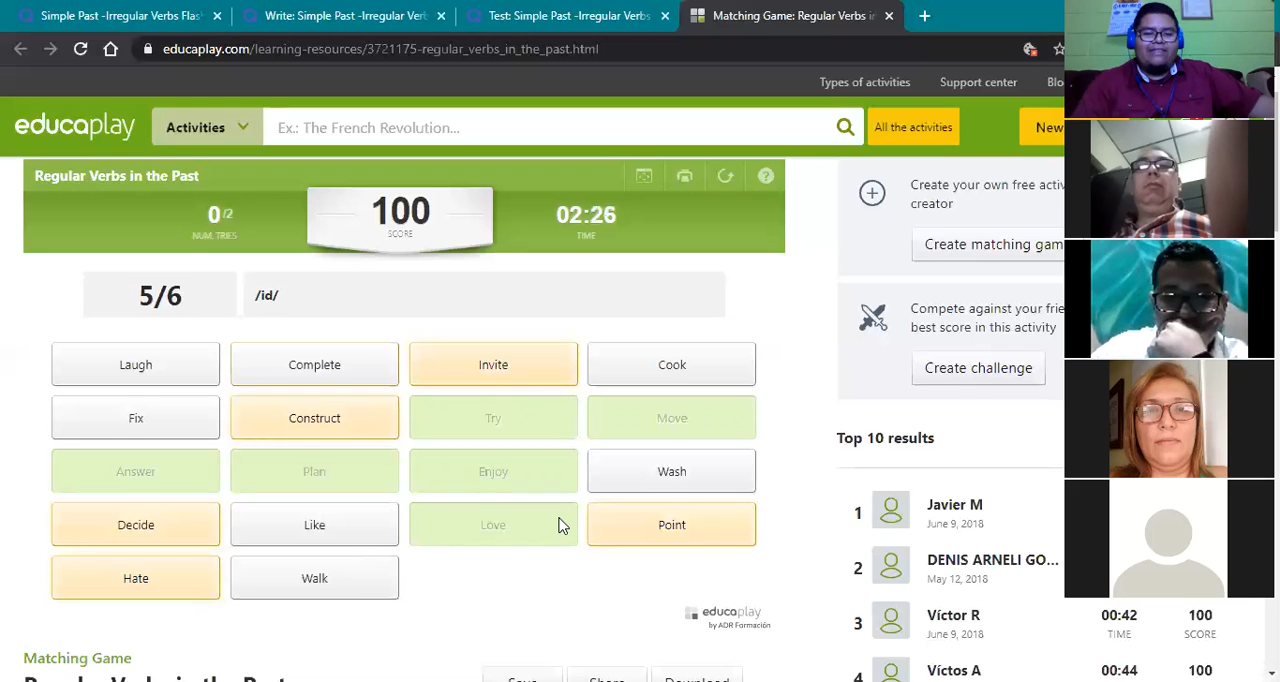 Simple Past -Irregular Verbs Flas
Write: Simple Past -Irregular Ver
Test: Simple Past -Irregular Verbs
Matching Game: Regular Verbs in
educaplay.com/learning-resources/3721175-regular_verbs_in_the_past.html
Types of activities
Support center
Blo
educaplay
Activities
Ex.: The French Revolution...
All the activities
New
Regular Verbs in the Past
0/2
NUM. TRIES
100
SCORE
02:26
TIME
5/6
/id/
Laugh
Complete
Invite
Cook
Fix
Construct
Try
Move
Answer
Plan
Enjoy
Wash
Decide
Like
Love
Point
Hate
Walk
educaplay
by ADR Formación
Matching Game
Create your own free activ
creator
Create matching gam
Compete against your frie
best score in this activity
Create challenge
Top 10 results
1
Javier M
June 9, 2018
2
DENIS ARNELI GO...
May 12, 2018
3
Víctor R
June 9, 2018
00:42
TIME
100
SCORE
4
Víctos A
00:44
100